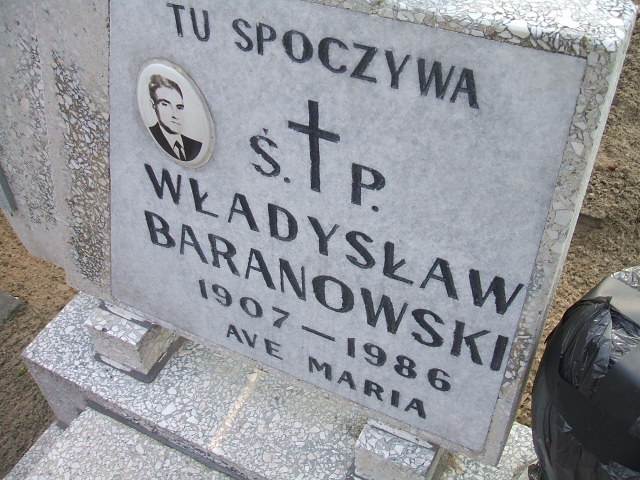 TU SPOCZYWA
Ś. P.
WŁADYSŁAW
BARANOWSKI
1907 — 1986
AVE MARIA